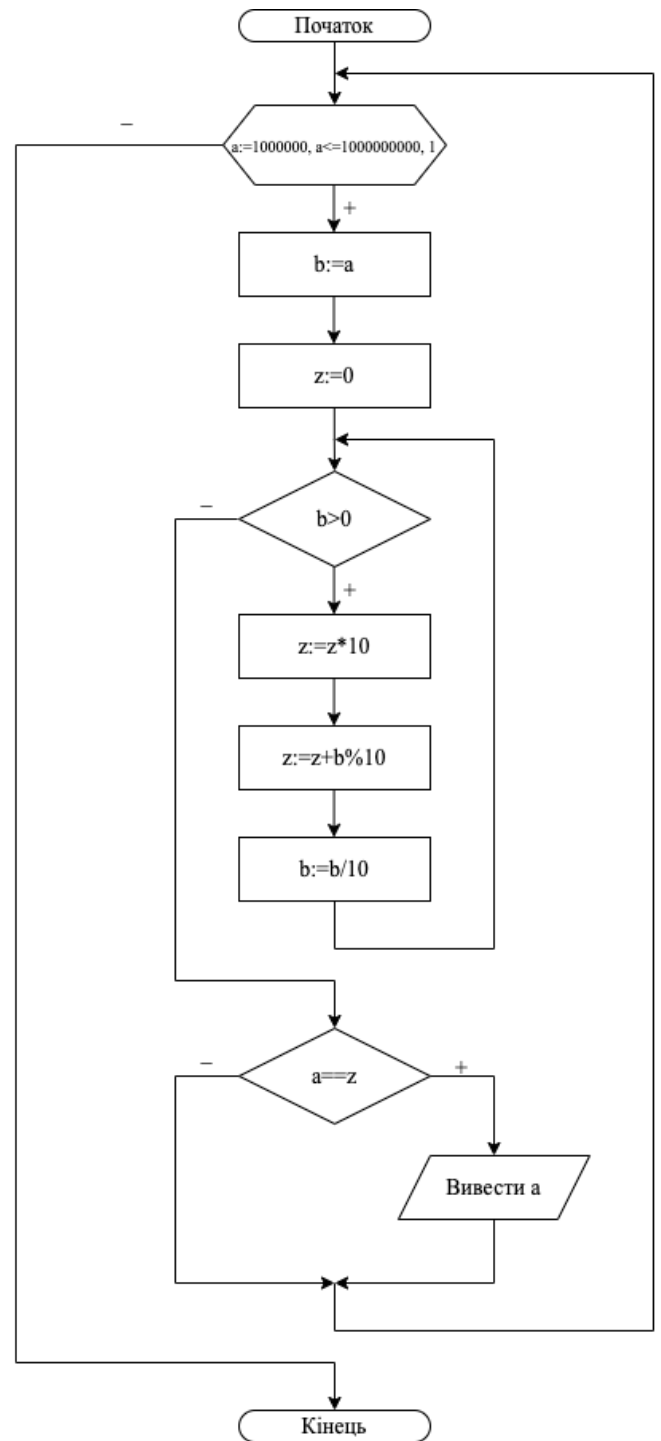 Початок
–
a:=1000000, a<=1000000000, 1
+
b:=a
z:=0
–
b>0
+
z:=z*10
z:=z+b%10
b:=b/10
–
a==z
+
Вивести a
Кінець